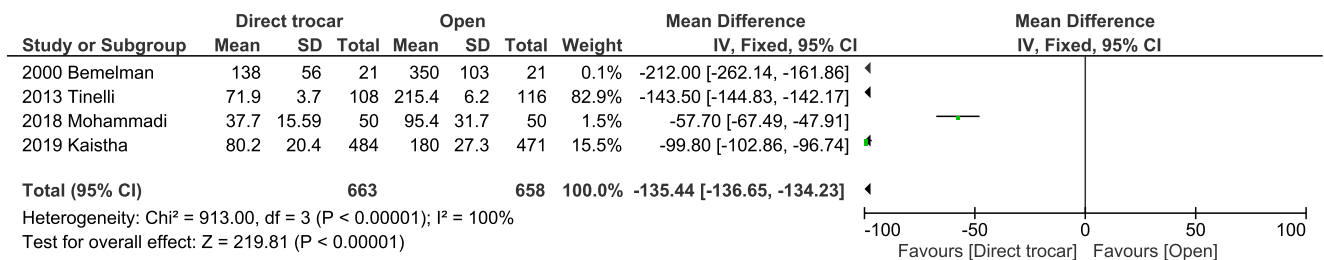 Direct trocar Open Mean Difference Mean Difference
Study or Subgroup Mean SD Total Mean SD Total Weight IV, Fixed, 95% CI IV, Fixed, 95% CI
2000 Bemelman 138 56 21 350 103 21 0.1% -212.00 [-262.14, -161.86]
2013 Tinelli 71.9 3.7 108 215.4 6.2 116 82.9% -143.50 [-144.83, -142.17]
2018 Mohammadi 37.7 15.59 50 95.4 31.7 50 1.5% -57.70 [-67.49, -47.91]
2019 Kaistha 80.2 20.4 484 180 27.3 471 15.5% -99.80 [-102.86, -96.74]
Total (95% CI) 663 658 100.0% -135.44 [-136.65, -134.23]
Heterogeneity: Chi² = 913.00, df = 3 (P < 0.00001); I² = 100%
Test for overall effect: Z = 219.81 (P < 0.00001)
-100 -50 0 50 100
Favours [Direct trocar] Favours [Open]